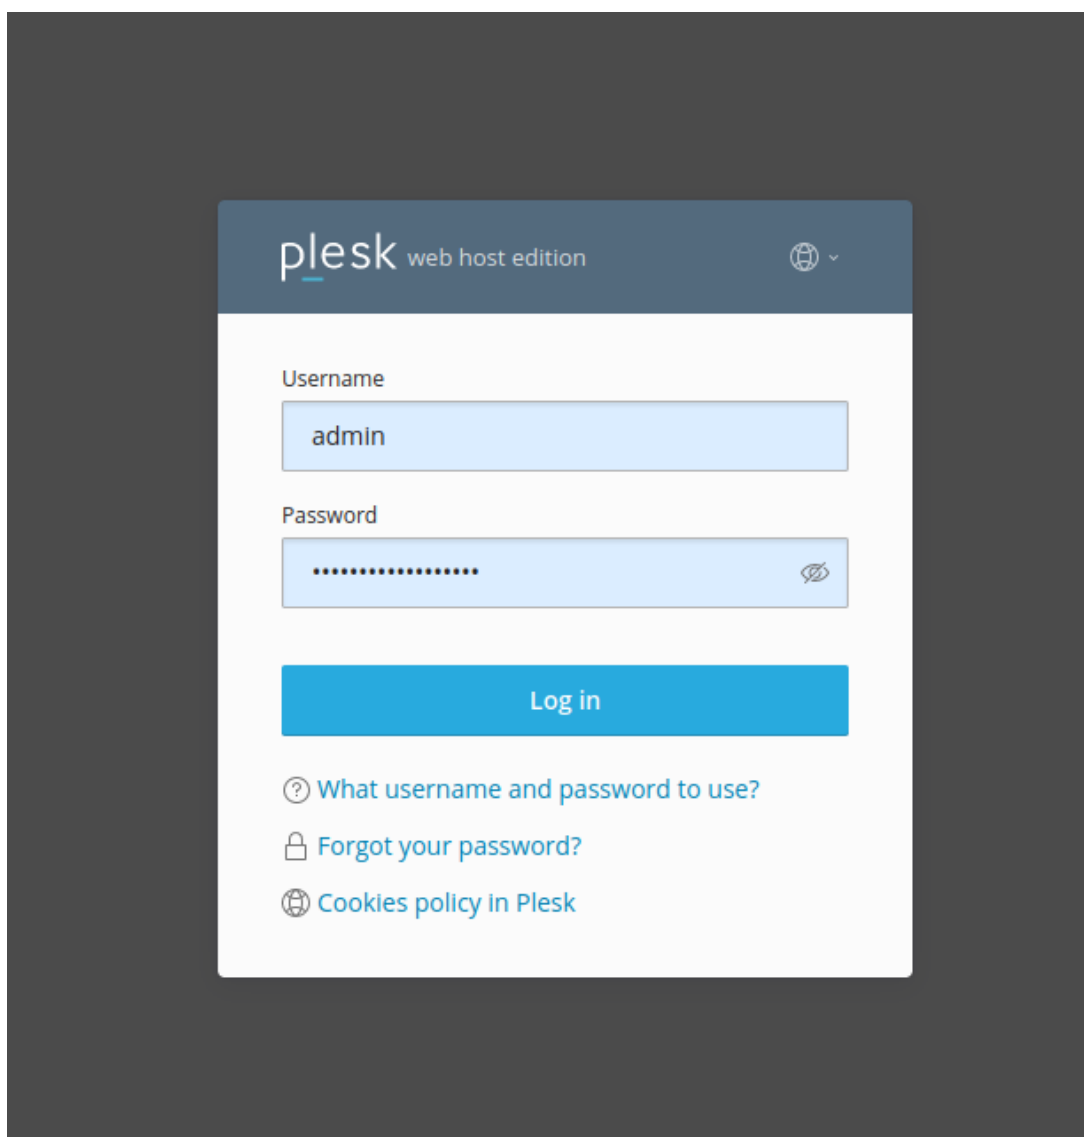 plesk web host edition
Username
admin
Password
••••••••••••••••••
Log in
What username and password to use?
Forgot your password?
Cookies policy in Plesk